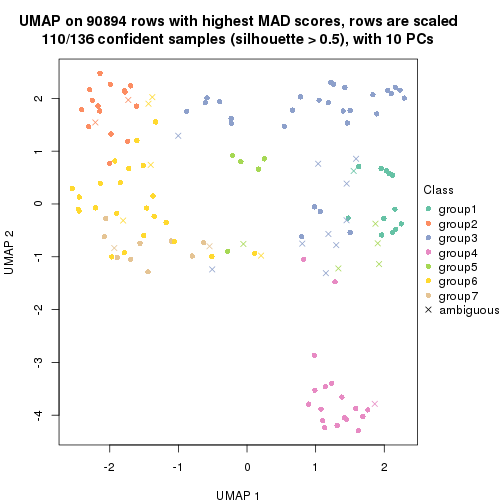 UMAP on 90894 rows with highest MAD scores, rows are scaled
110/136 confident samples (silhouette > 0.5), with 10 PCs
UMAP 2
2
1
0
-1
-2
-3
-4
-2
-1
0
1
2
UMAP 1
Class
group1
group2
group3
group4
group5
group6
group7
ambiguous